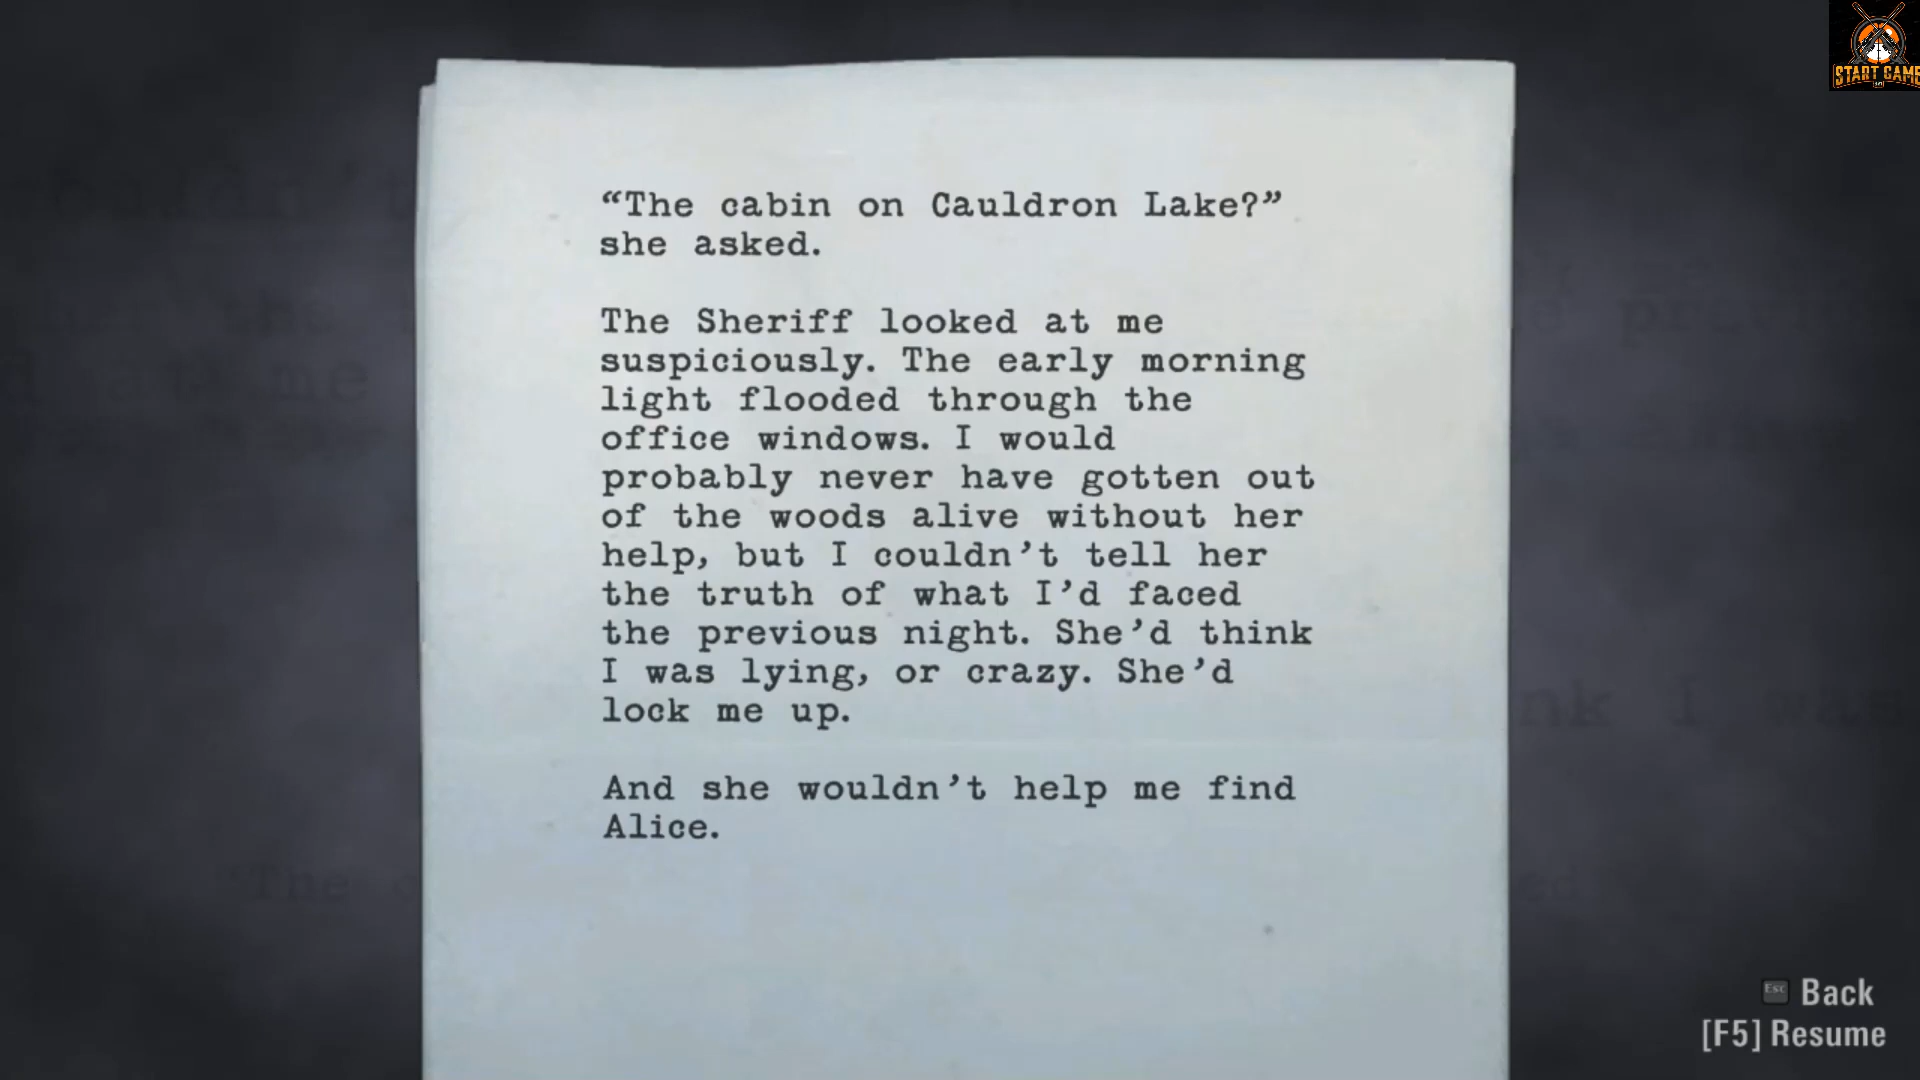 START GAME
“The cabin on Cauldron Lake?”
she asked.
The Sheriff looked at me
suspiciously. The early morning
light flooded through the
office windows. I would
probably never have gotten out
of the woods alive without her
help, but I couldn’t tell her
the truth of what I’d faced
the previous night. She’d think
I was lying, or crazy. She’d
lock me up.
And she wouldn’t help me find
Alice.
Esc Back
[F5] Resume